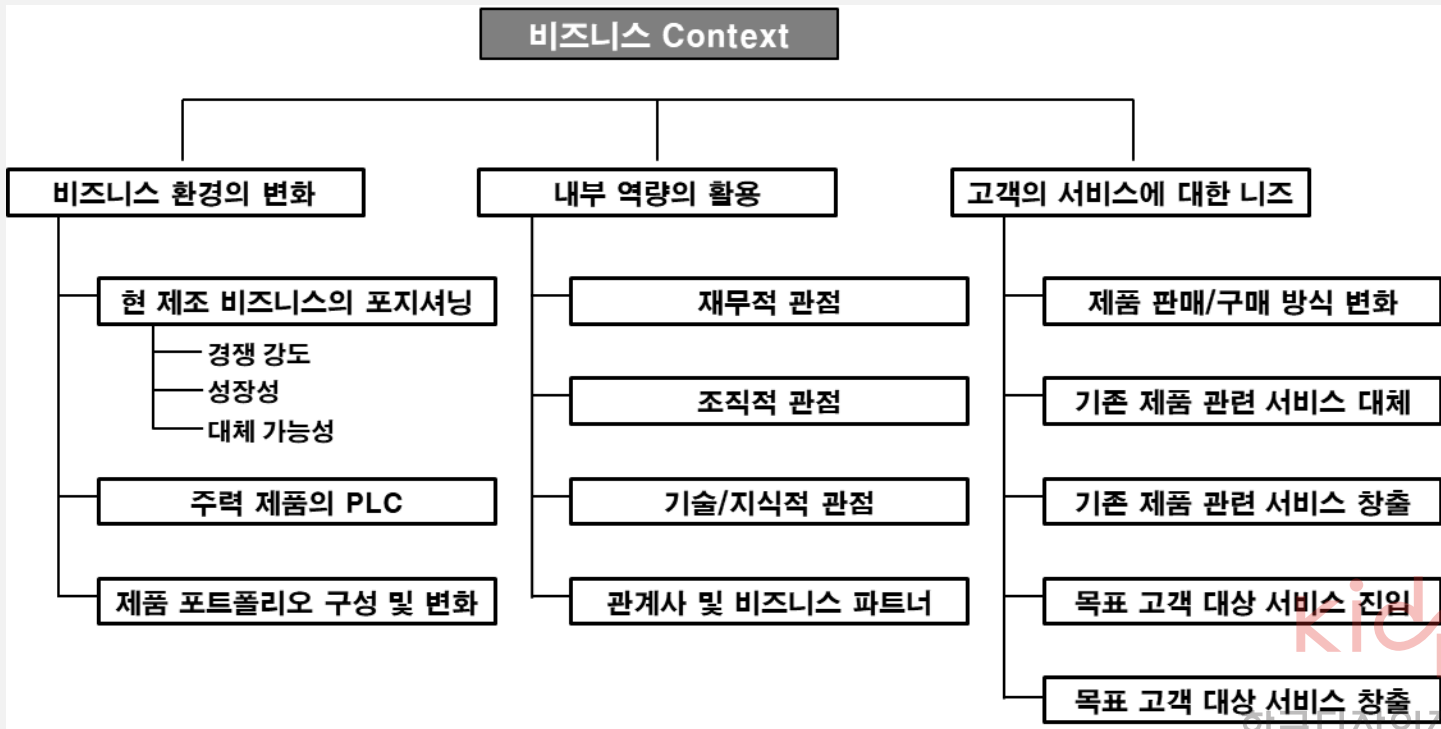 비즈니스 Context
비즈니스 환경의 변화
현 제조 비즈니스의 포지셔닝
경쟁 강도
성장성
대체 가능성
주력 제품의 PLC
제품 포트폴리오 구성 및 변화
내부 역량의 활용
재무적 관점
조직적 관점
기술/지식적 관점
관계사 및 비즈니스 파트너
고객의 서비스에 대한 니즈
제품 판매/구매 방식 변화
기존 제품 관련 서비스 대체
기존 제품 관련 서비스 창출
목표 고객 대상 서비스 진입
목표 고객 대상 서비스 창출